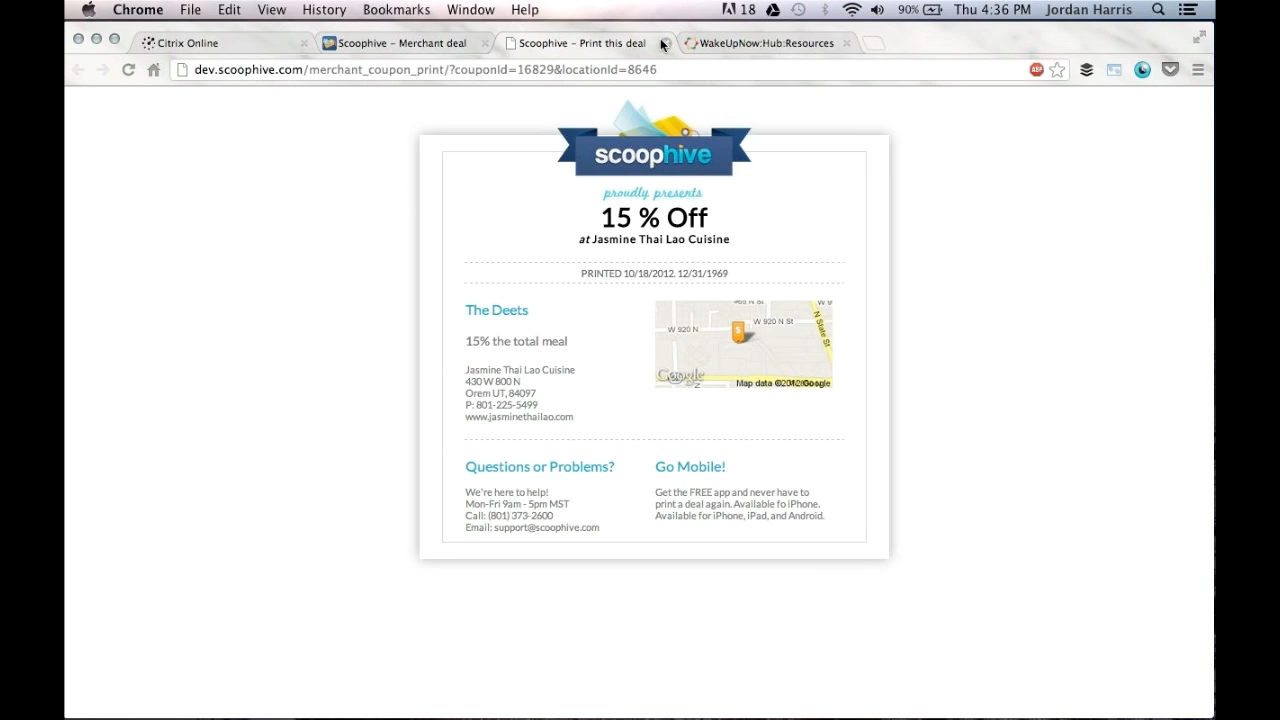 Chrome File Edit View History Bookmarks Window Help 18 90% Thu 4:36 PM Jordan Harris
Citrix Online
Scoophive – Merchant deal
Scoophive – Print this deal
WakeUpNow:Hub:Resources
dev.scoophive.com/merchant_coupon_print/?couponId=16829&locationId=8646
ABP
scoophive
proudly presents
15 % Off
at Jasmine Thai Lao Cuisine
PRINTED 10/18/2012. 12/31/1969
The Deets
15% the total meal
Jasmine Thai Lao Cuisine
430 W 800 N
Orem UT, 84097
P: 801-225-5499
www.jasminethailao.com
W 920 N
W 920 N St
N State St
Google
Map data ©2012 Google
Questions or Problems?
We're here to help!
Mon-Fri 9am - 5pm MST
Call: (801) 373-2600
Email: support@scoophive.com
Go Mobile!
Get the FREE app and never have to
print a deal again. Available fo iPhone.
Available for iPhone, iPad, and Android.